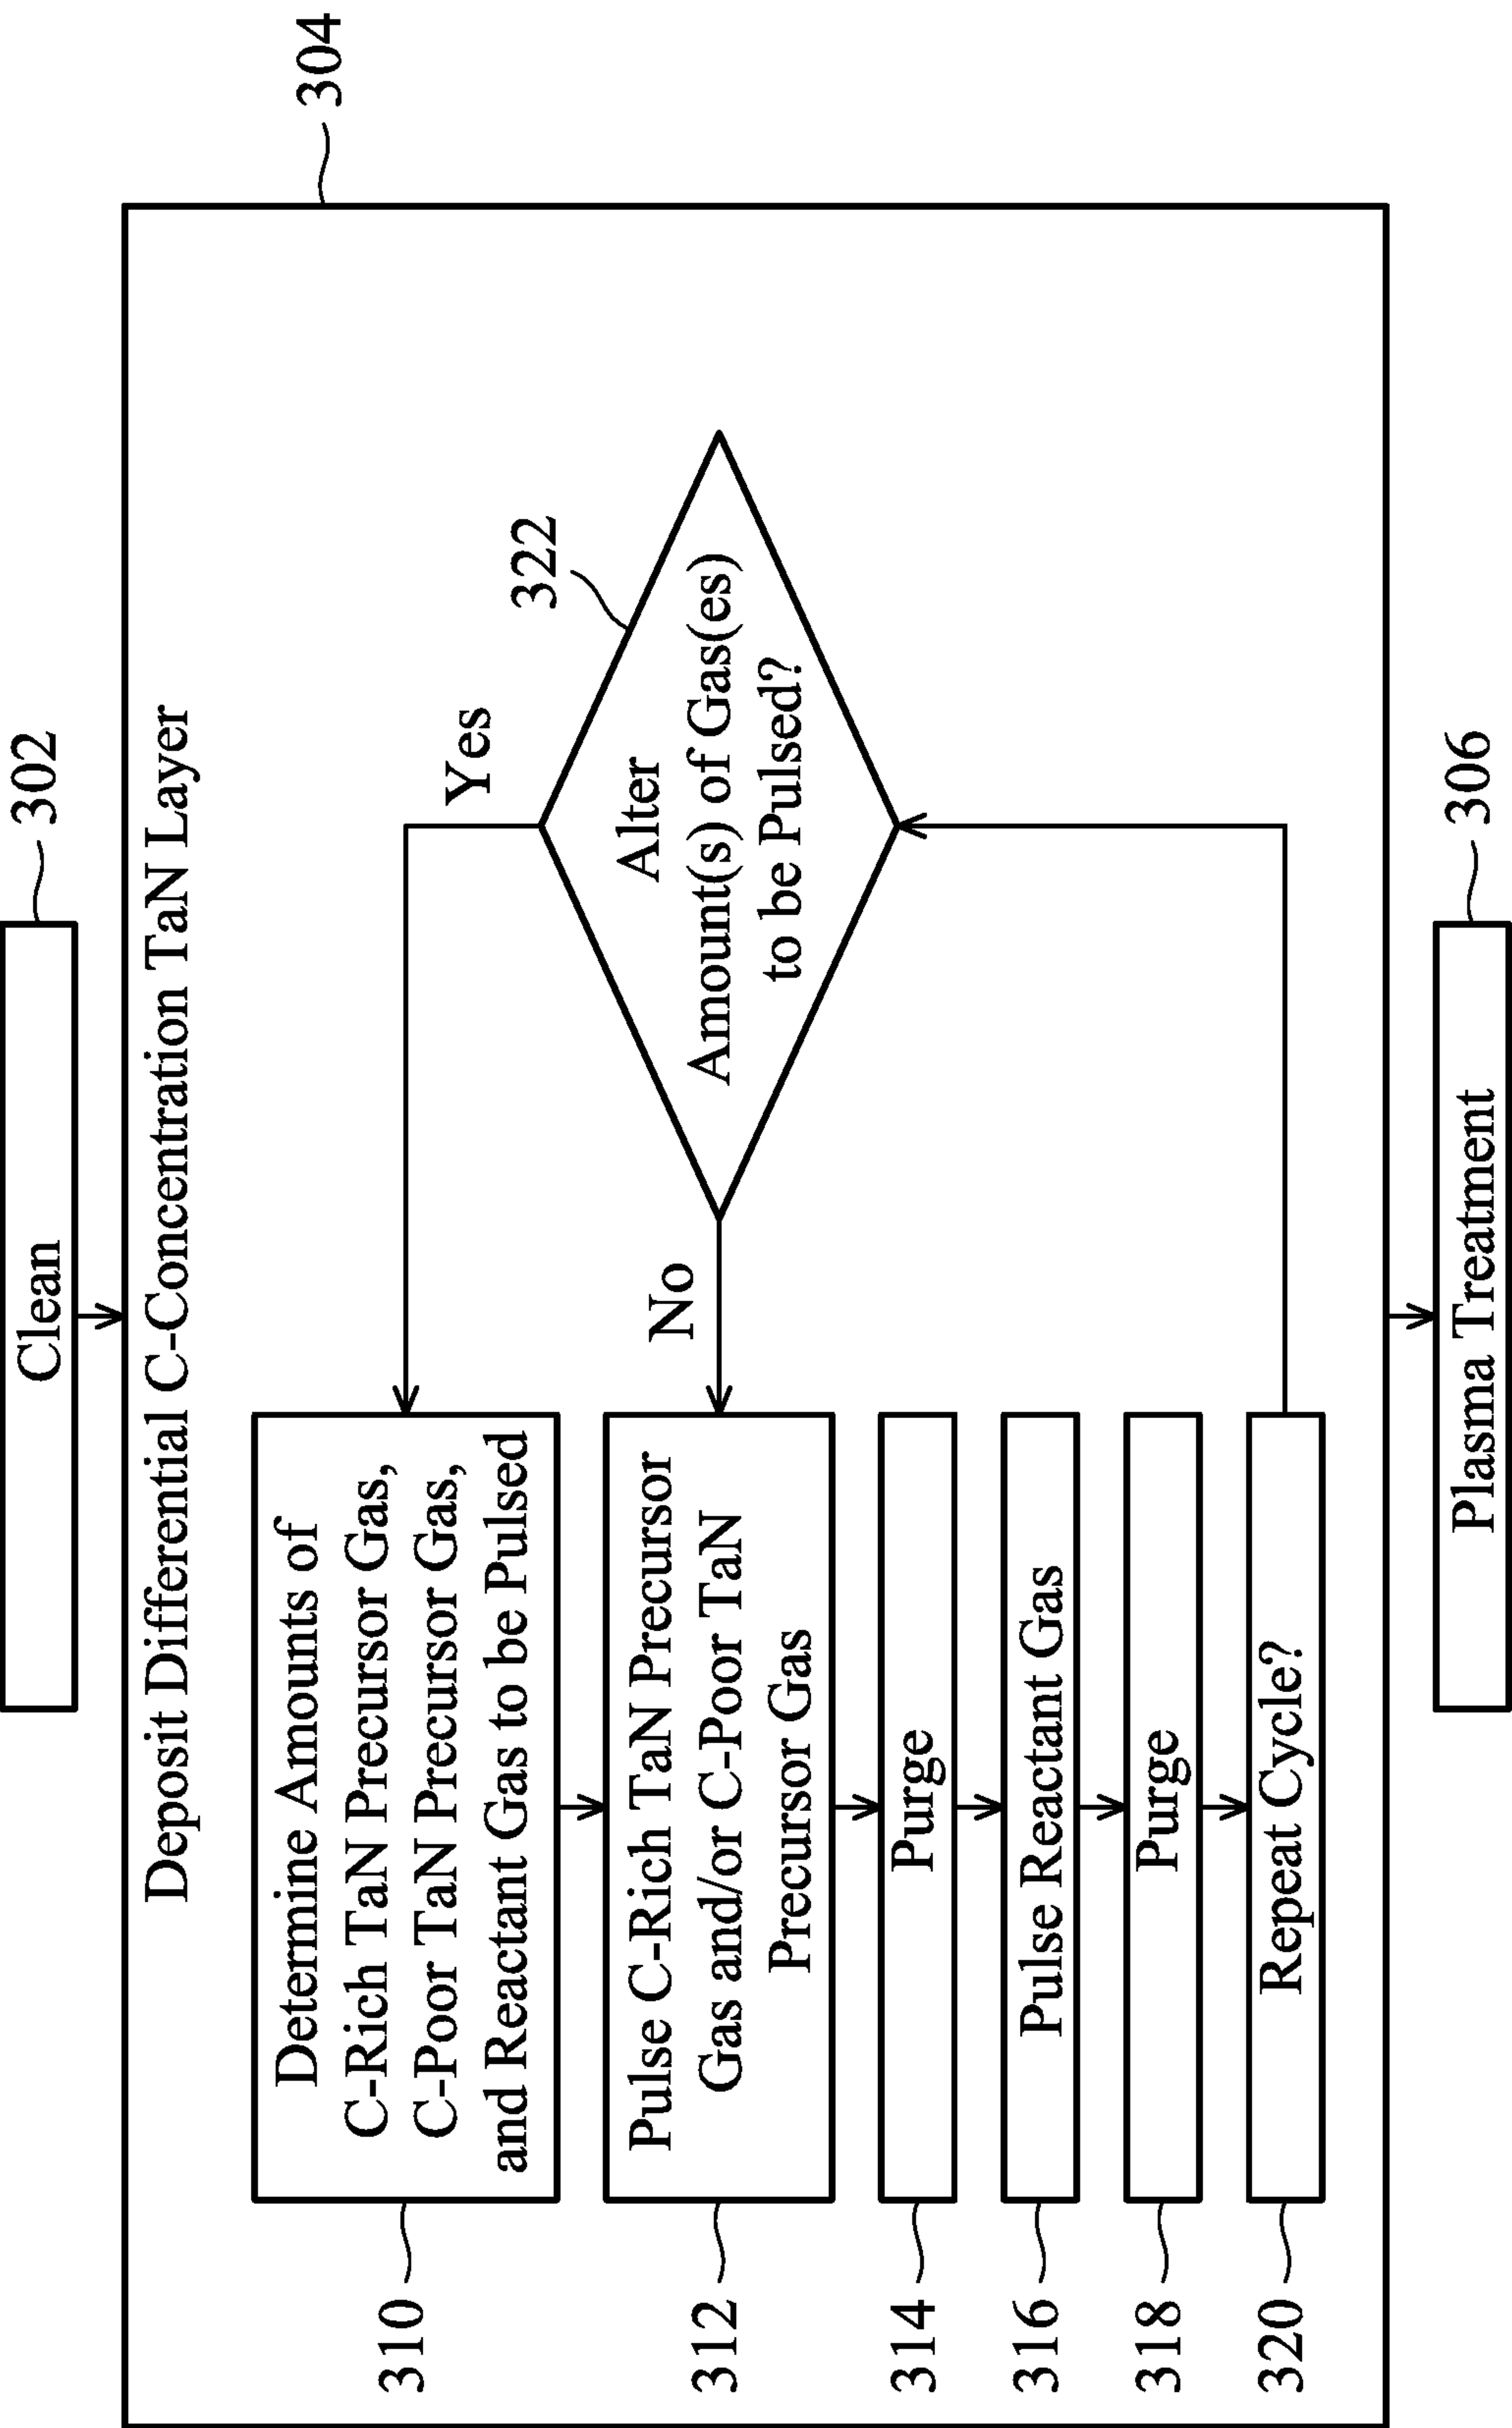 Clean
302
304
Deposit Differential C-Concentration TaN Layer
310
Determine Amounts of
C-Rich TaN Precursor Gas,
C-Poor TaN Precursor Gas,
and Reactant Gas to be Pulsed
Yes
322
Alter
Amount(s) of Gas(es)
to be Pulsed?
No
312
Pulse C-Rich TaN Precursor
Gas and/or C-Poor TaN
Precursor Gas
314
Purge
316
Pulse Reactant Gas
318
Purge
320
Repeat Cycle?
Plasma Treatment
306